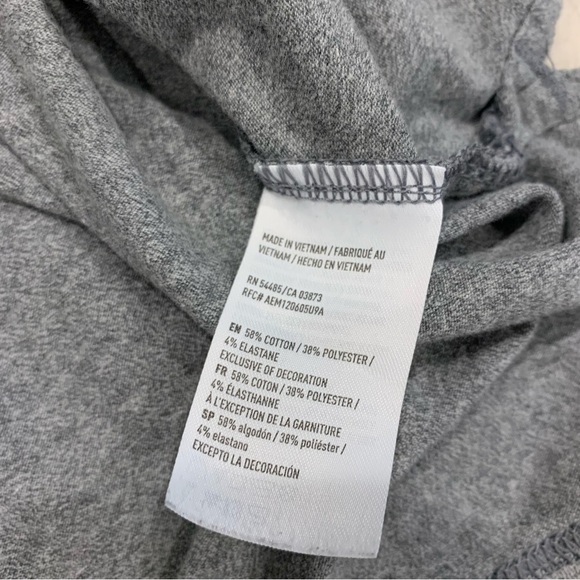 MADE IN VIETNAM / FABRIQUÉ AU
VIETNAM / HECHO EN VIETNAM
RN 54485/CA 03873
RFC# AEM120605U9A
EN 58% COTTON / 38% POLYESTER /
4% ELASTANE
EXCLUSIVE OF DECORATION
FR 58% COTON / 38% POLYESTER /
4% ÉLASTHANNE
À L'EXCEPTION DE LA GARNITURE
SP 58% algodón / 38% poliéster /
4% elastano
EXCEPTO LA DECORACIÓN